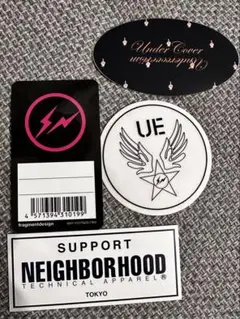 Under Cover
Undercoverism
UE
4 571394 310199
fragmentdesign
SUPPORT
NEIGHBORHOOD
TECHNICAL APPAREL®
TOKYO